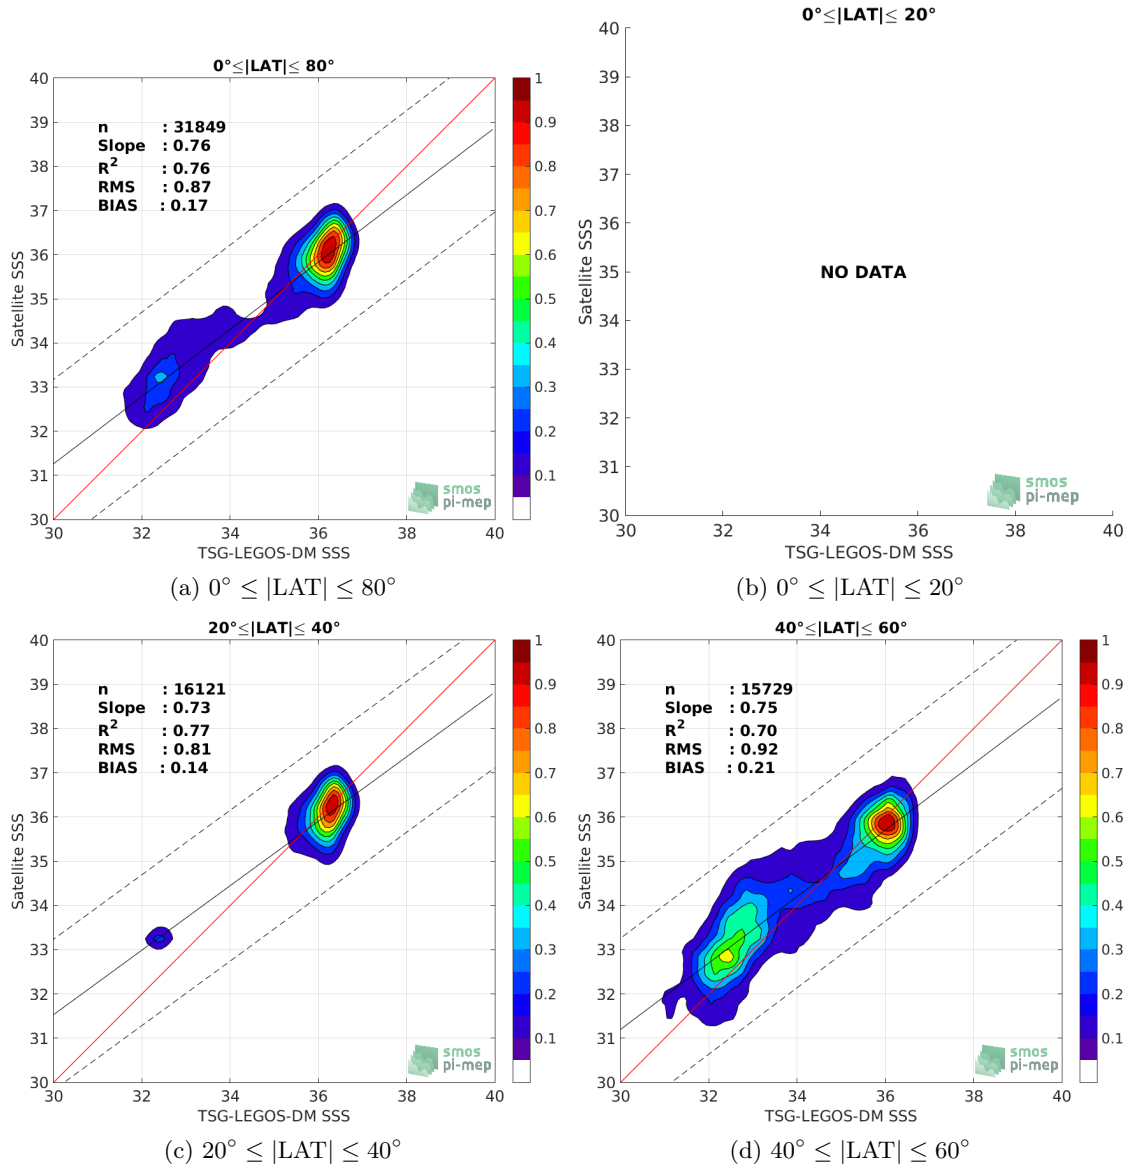 0°≤|LAT|≤ 80°
40
39
38
37
36
35
34
33
32
31
30
30 32 34 36 38 40
Satellite SSS
TSG-LEGOS-DM SSS
n : 31849
Slope : 0.76
R² : 0.76
RMS : 0.87
BIAS : 0.17
1
0.9
0.8
0.7
0.6
0.5
0.4
0.3
0.2
0.1
smos
pi-mep
(a) 0° ≤ |LAT| ≤ 80°
0°≤|LAT|≤ 20°
40
39
38
37
36
35
34
33
32
31
30
30 32 34 36 38 40
Satellite SSS
TSG-LEGOS-DM SSS
NO DATA
smos
pi-mep
(b) 0° ≤ |LAT| ≤ 20°
20°≤|LAT|≤ 40°
40
39
38
37
36
35
34
33
32
31
30
30 32 34 36 38 40
Satellite SSS
TSG-LEGOS-DM SSS
n : 16121
Slope : 0.73
R² : 0.77
RMS : 0.81
BIAS : 0.14
1
0.9
0.8
0.7
0.6
0.5
0.4
0.3
0.2
0.1
smos
pi-mep
(c) 20° ≤ |LAT| ≤ 40°
40°≤|LAT|≤ 60°
40
39
38
37
36
35
34
33
32
31
30
30 32 34 36 38 40
Satellite SSS
TSG-LEGOS-DM SSS
n : 15729
Slope : 0.75
R² : 0.70
RMS : 0.92
BIAS : 0.21
1
0.9
0.8
0.7
0.6
0.5
0.4
0.3
0.2
0.1
smos
pi-mep
(d) 40° ≤ |LAT| ≤ 60°